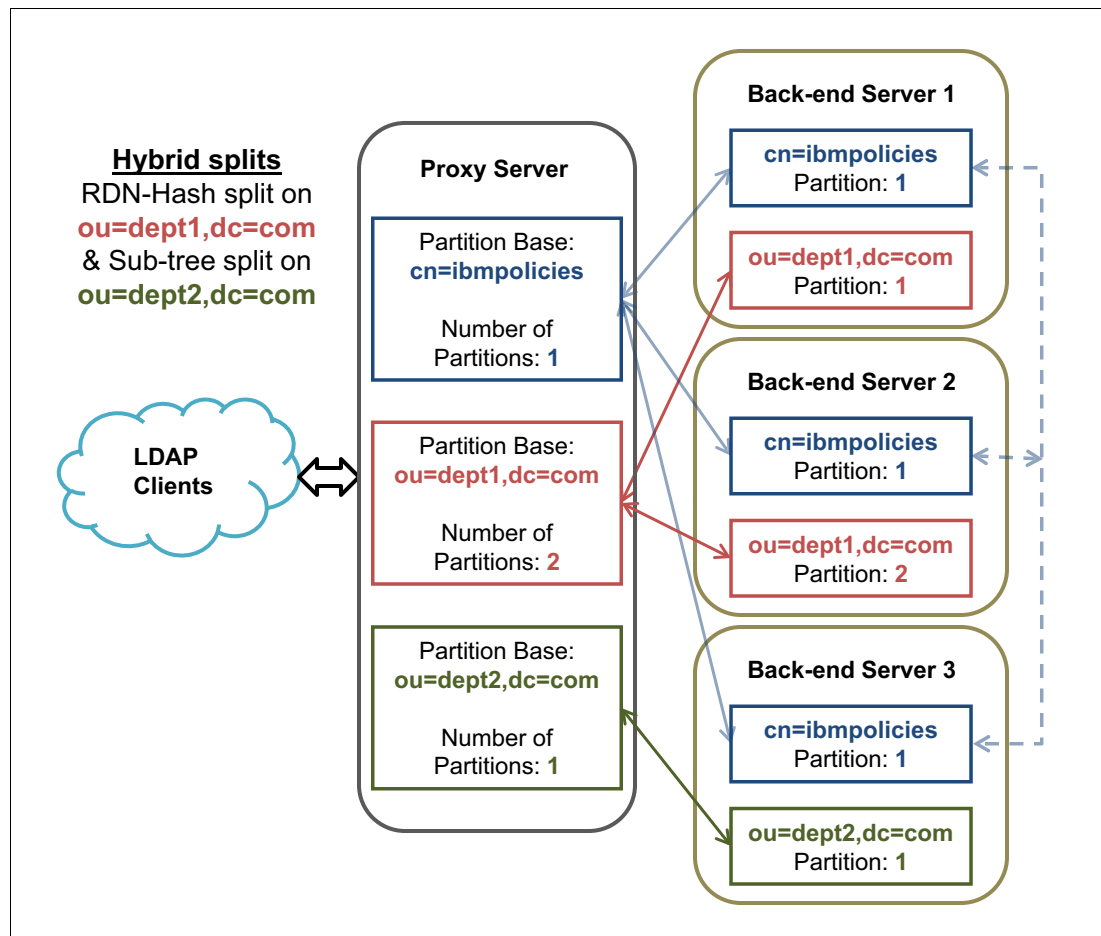 Hybrid splits
RDN-Hash split on
ou=dept1,dc=com
& Sub-tree split on
ou=dept2,dc=com
LDAP
Clients
Proxy Server
Partition Base:
cn=ibmpolicies
Number of
Partitions: 1
Partition Base:
ou=dept1,dc=com
Number of
Partitions: 2
Partition Base:
ou=dept2,dc=com
Number of
Partitions: 1
Back-end Server 1
cn=ibmpolicies
Partition: 1
ou=dept1,dc=com
Partition: 1
Back-end Server 2
cn=ibmpolicies
Partition: 1
ou=dept1,dc=com
Partition: 2
Back-end Server 3
cn=ibmpolicies
Partition: 1
ou=dept2,dc=com
Partition: 1